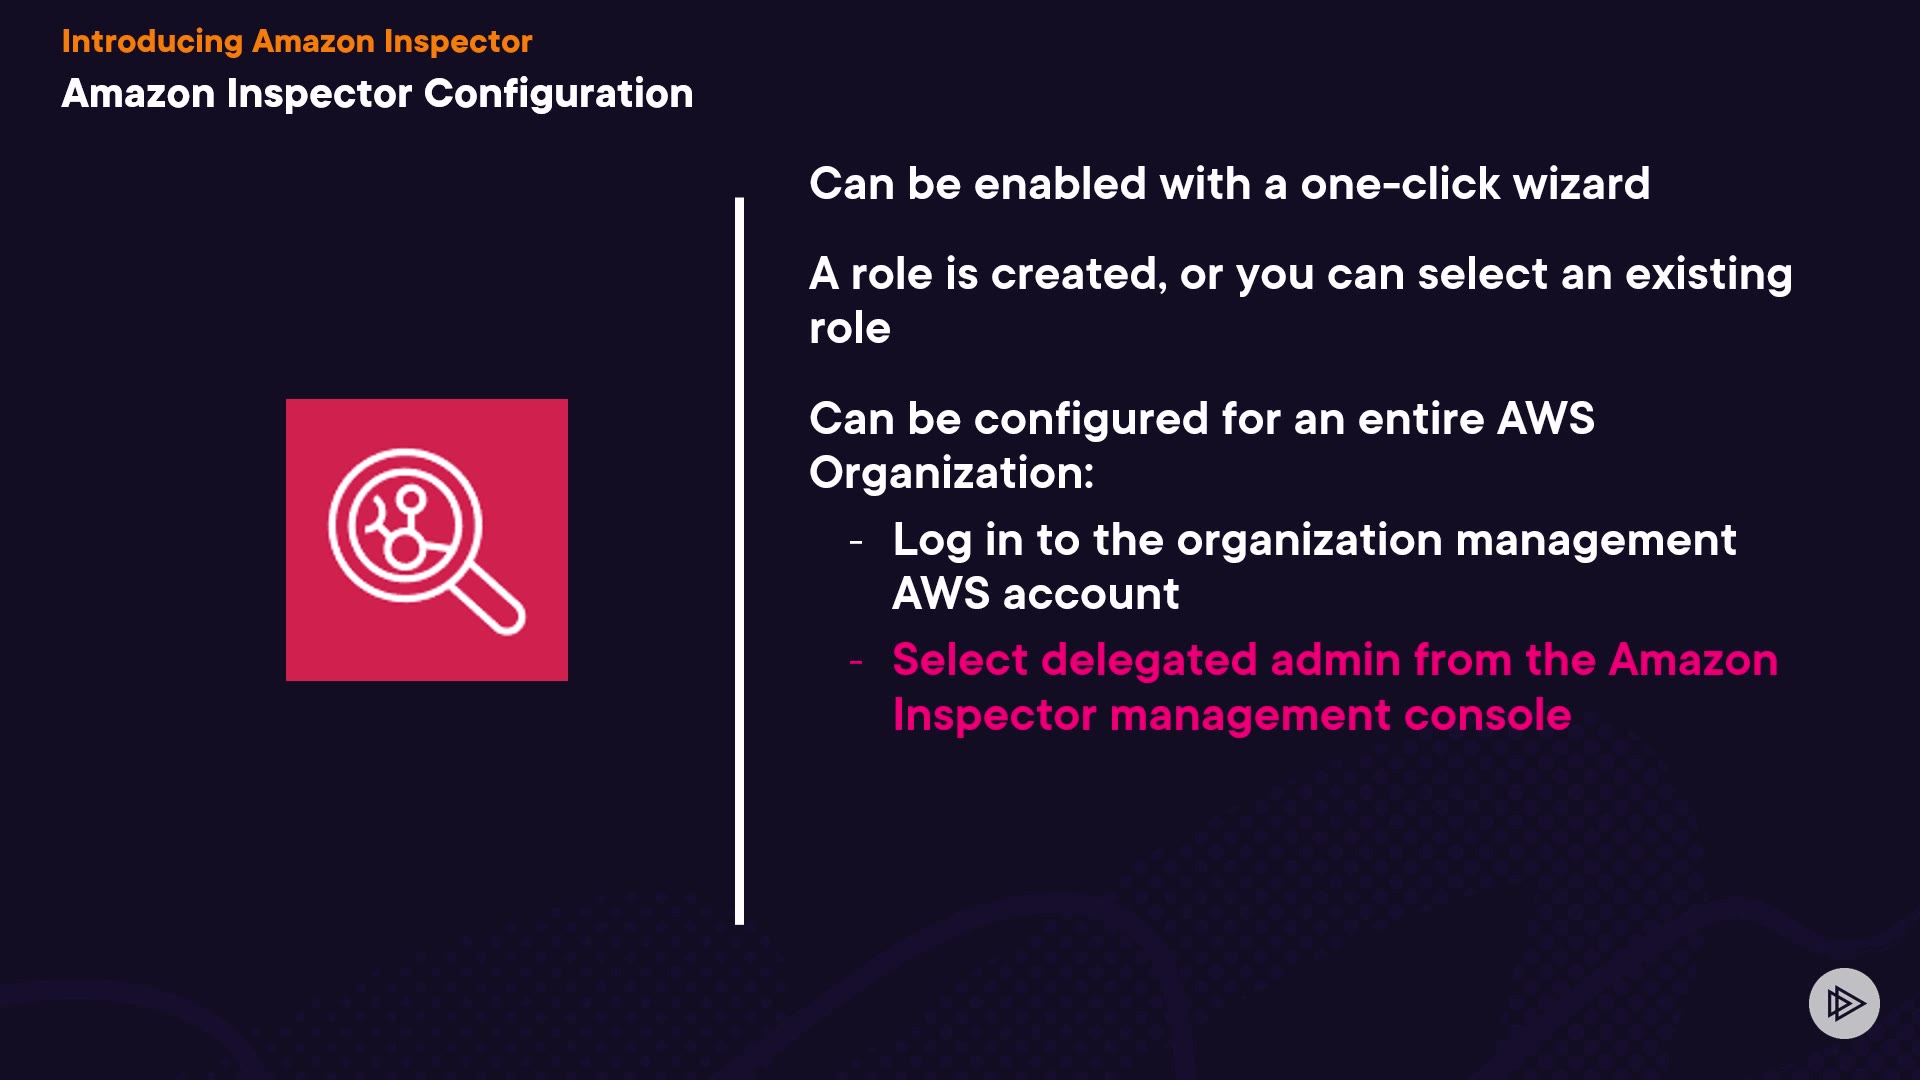 Introducing Amazon Inspector
Amazon Inspector Configuration
Can be enabled with a one-click wizard
A role is created, or you can select an existing
role
Can be configured for an entire AWS
Organization:
- Log in to the organization management
AWS account
- Select delegated admin from the Amazon
Inspector management console